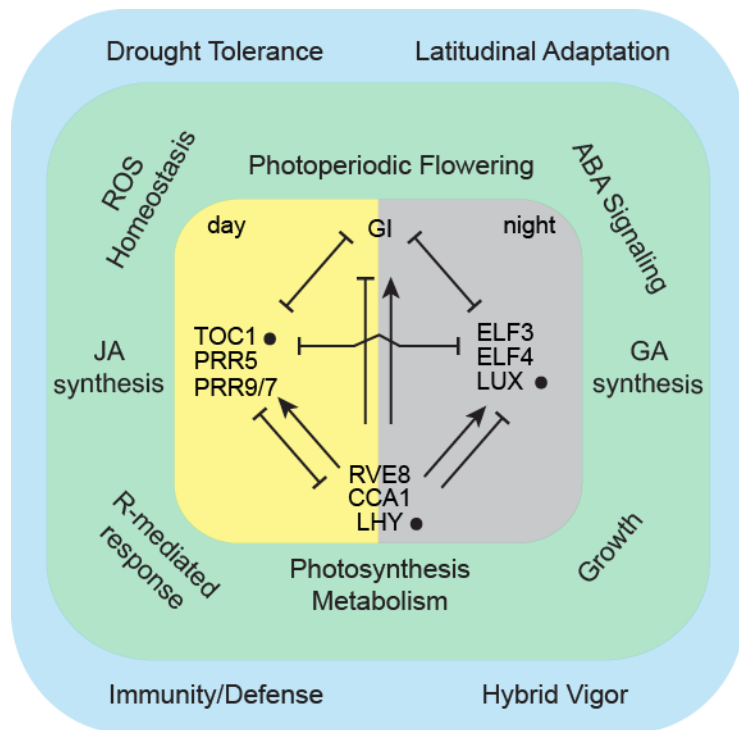 Drought Tolerance
Latitudinal Adaptation
ROS
Homeostasis
Photoperiodic Flowering
ABA Signaling
day
GI
night
TOC1
PRR5
PRR9/7
ELF3
ELF4
LUX
JA
synthesis
GA
synthesis
RVE8
CCA1
LHY
R-mediated
response
Photosynthesis
Metabolism
Growth
Immunity/Defense
Hybrid Vigor